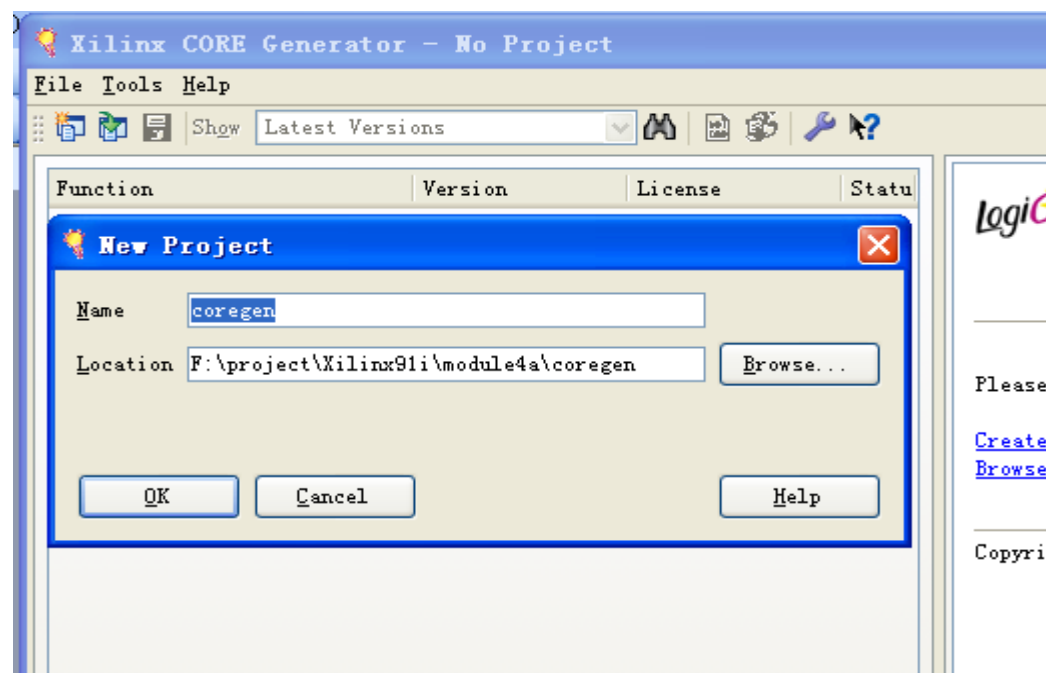 Xilinx CORE Generator - No Project
File Tools Help
Show Latest Versions
Function Version License Statu
LogiC
New Project
Name coregen
Location F:\project\Xilinx91i\module4a\coregen Browse...
Please
Create
Browse
OK Cancel Help
Copyri